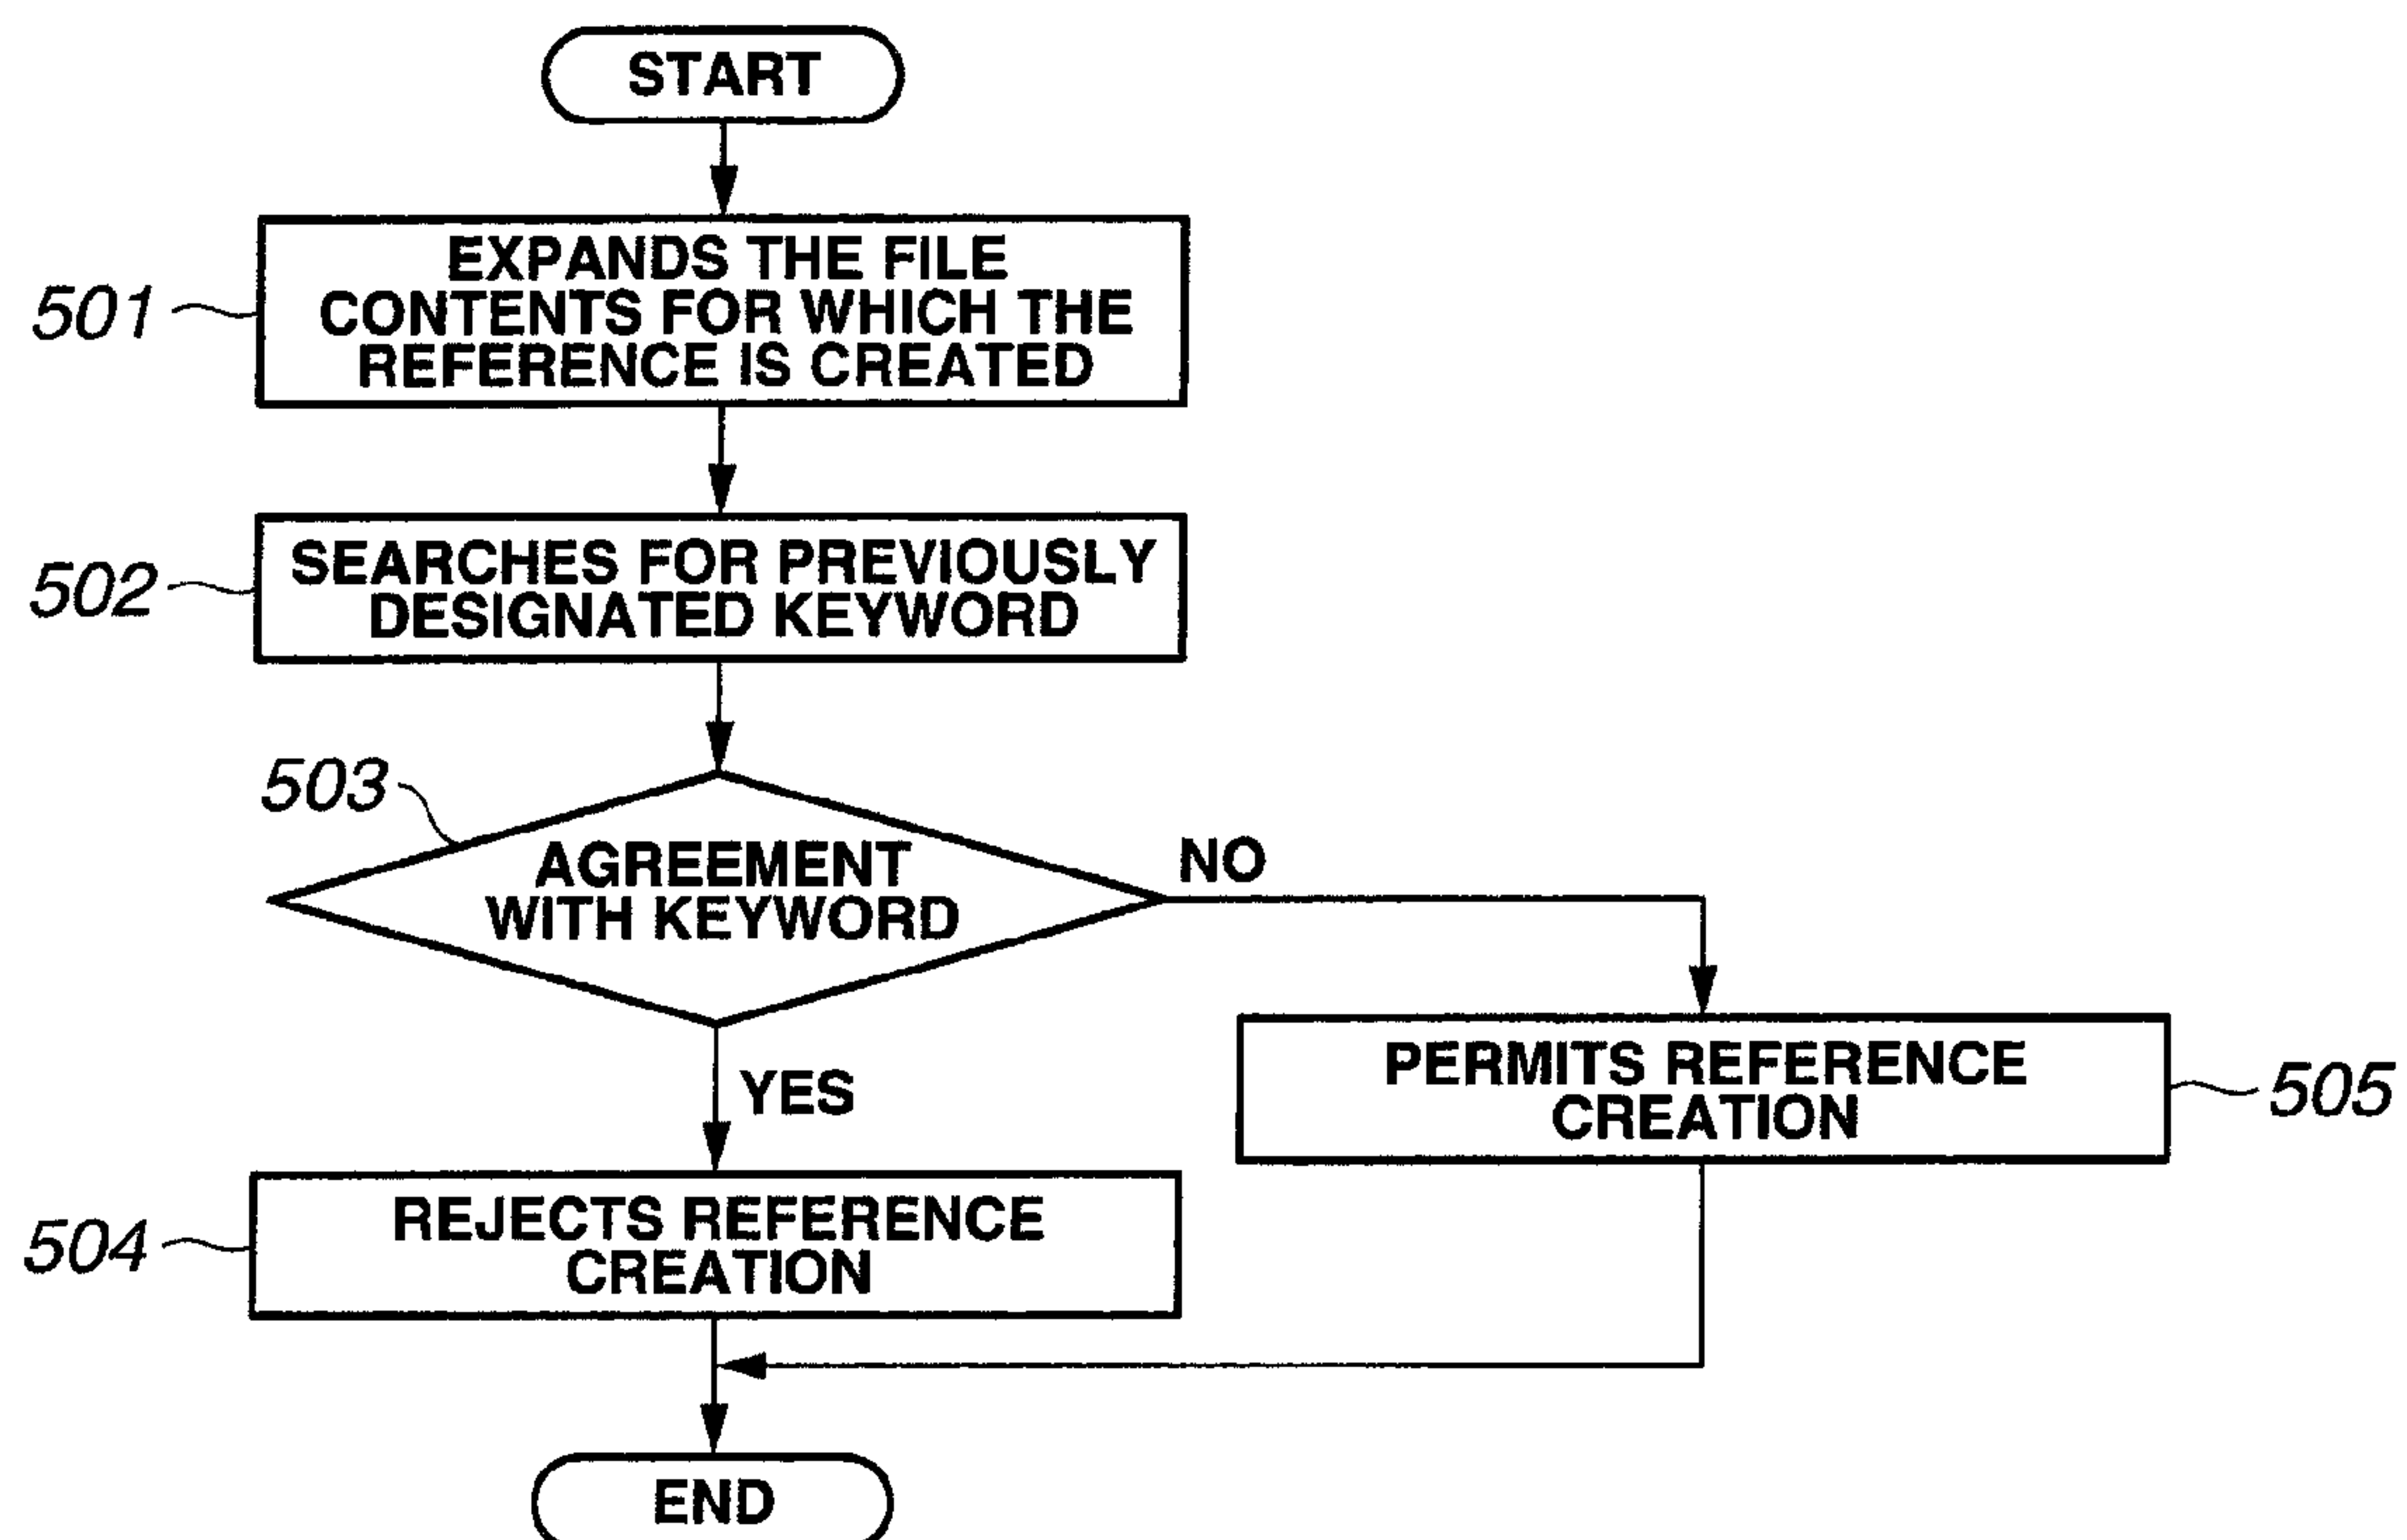 START
501
EXPANDS THE FILE
CONTENTS FOR WHICH THE
REFERENCE IS CREATED
502
SEARCHES FOR PREVIOUSLY
DESIGNATED KEYWORD
503
AGREEMENT
WITH KEYWORD
NO
YES
PERMITS REFERENCE
CREATION
505
504
REJECTS REFERENCE
CREATION
END